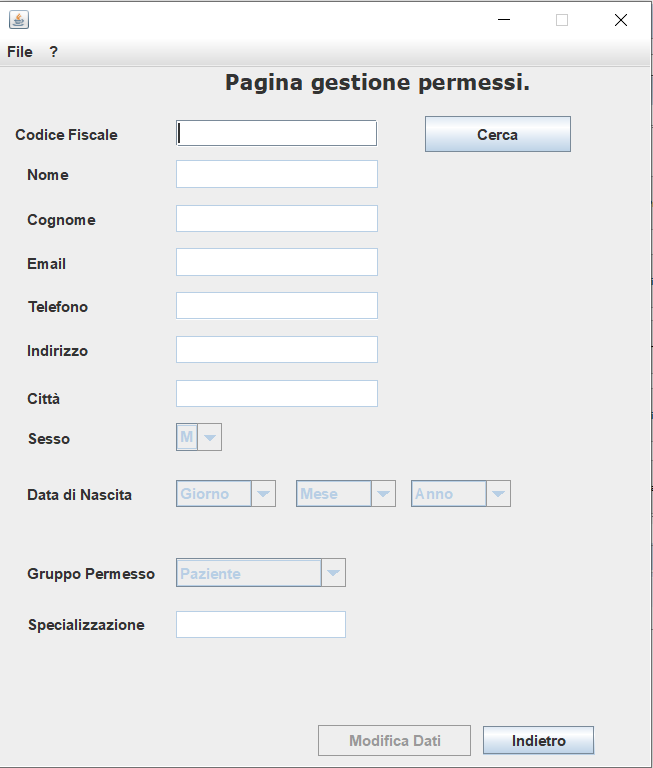 File ?
Pagina gestione permessi.
Codice Fiscale Cerca
Nome
Cognome
Email
Telefono
Indirizzo
Città
Sesso M
Data di Nascita Giorno Mese Anno
Gruppo Permesso Paziente
Specializzazione
Modifica Dati Indietro